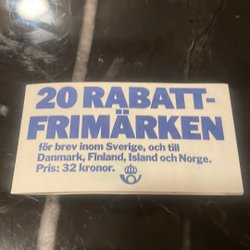 20 RABATT-
FRIMÄRKEN
för brev inom Sverige, och till
Danmark, Finland, Island och Norge.
Pris: 32 kronor.